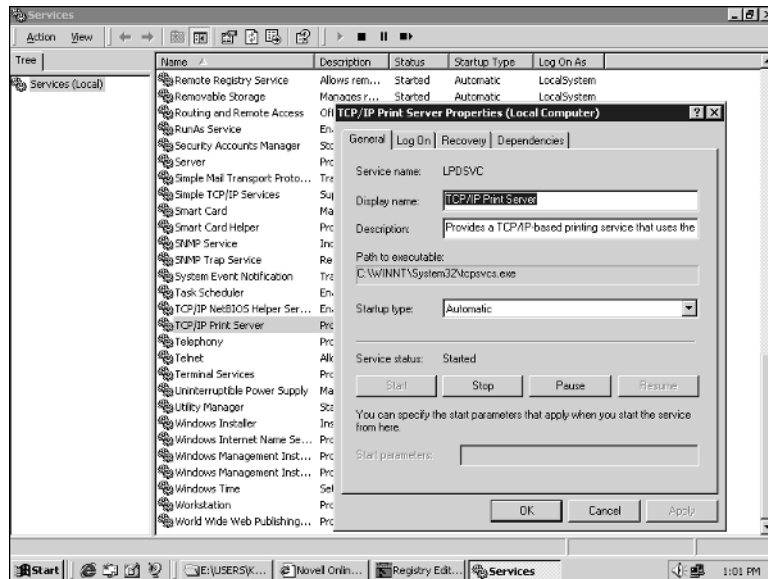 Services
Action View
Tree
Services (Local)
Name Description Status Startup Type Log On As
Remote Registry Service Allows rem... Started Automatic LocalSystem
Removable Storage Manages r... Started Automatic LocalSystem
Routing and Remote Access
RunAs Service
Security Accounts Manager
Server
Simple Mail Transport Proto...
Simple TCP/IP Services
Smart Card
Smart Card Helper
SNMP Service
SNMP Trap Service
System Event Notification
Task Scheduler
TCP/IP NetBIOS Helper Ser...
TCP/IP Print Server
Telephony
Telnet
Terminal Services
Uninterruptible Power Supply
Utility Manager
Windows Installer
Windows Internet Name Se...
Windows Management Inst...
Windows Management Inst...
Windows Time
Workstation
World Wide Web Publishing...
TCP/IP Print Server Properties (Local Computer)
General Log On Recovery Dependencies
Service name: LPDSVC
Display name: TCP/IP Print Server
Description: Provides a TCP/IP-based printing service that uses the
Path to executable:
C:\WINNT\System32\tcpsvcs.exe
Startup type: Automatic
Service status: Started
Start Stop Pause Resume
You can specify the start parameters that apply when you start the service
from here.
Start parameters:
OK Cancel Apply
Start E:\USERS\K... Novell Onlin... Registry Edit... Services 1:01 PM